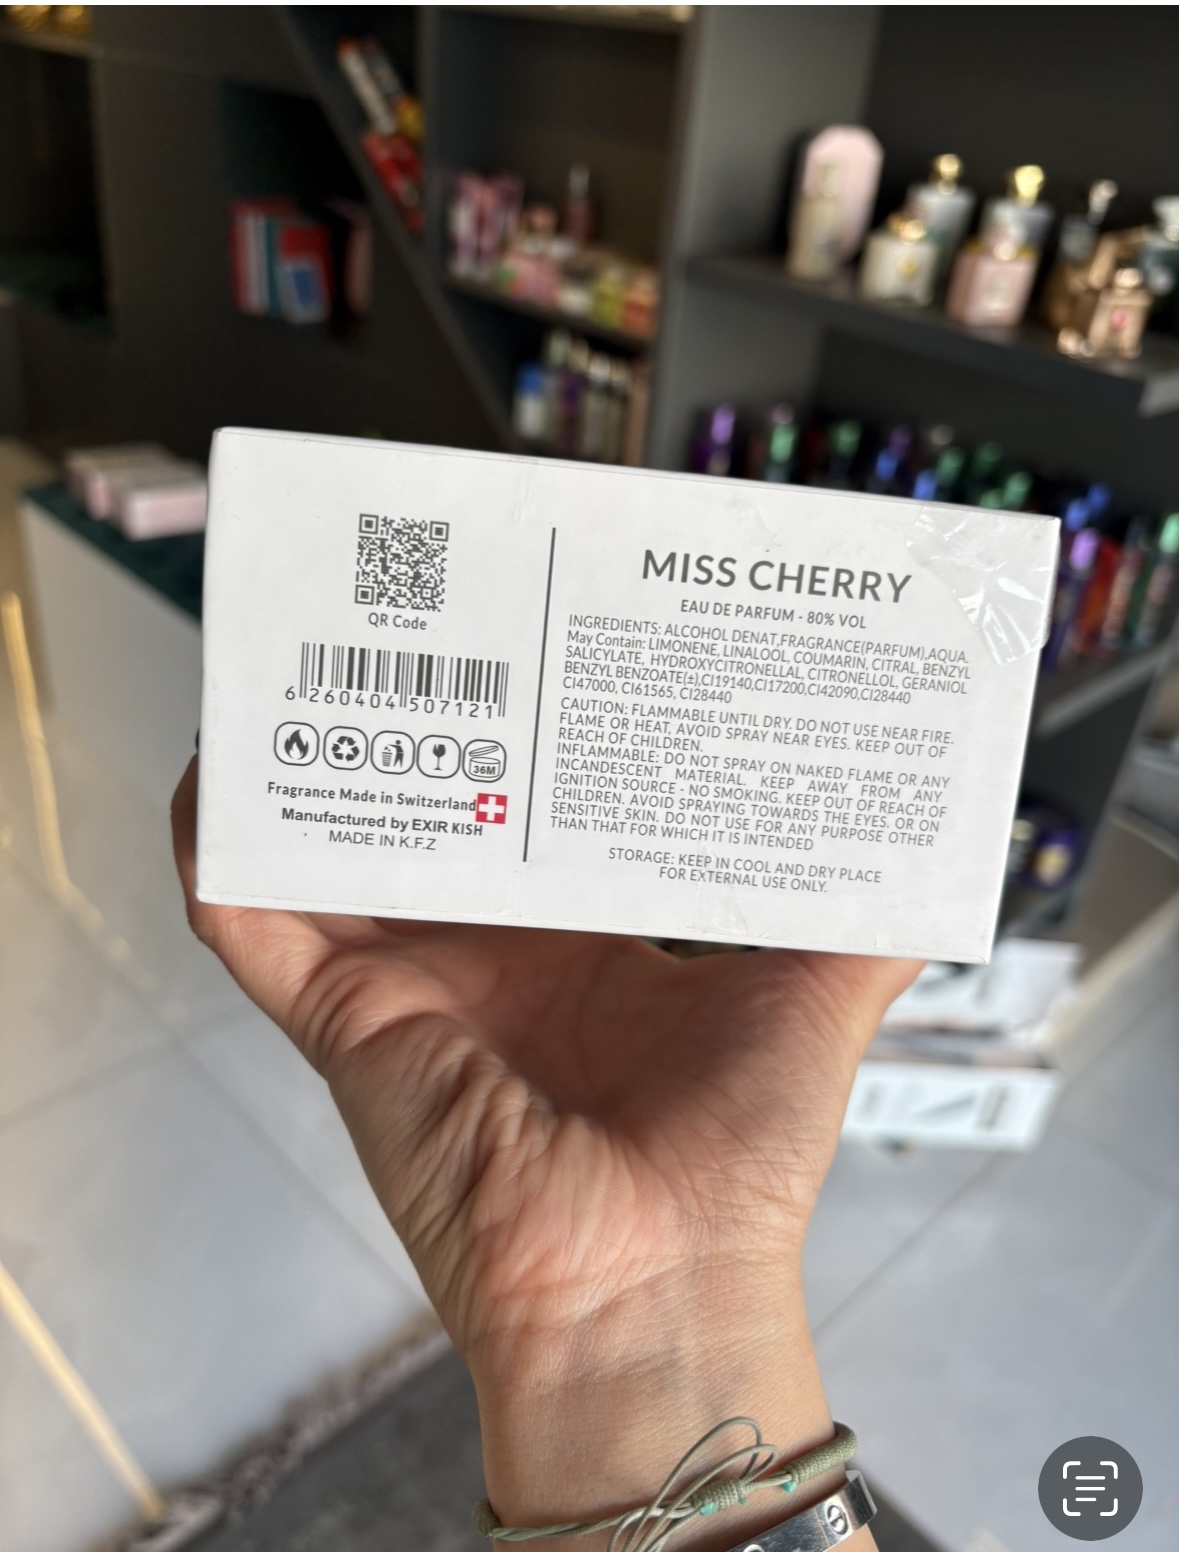 QR Code
6 260404 507121
36M
Fragrance Made in Switzerland
Manufactured by EXIR KISH
MADE IN K.F.Z
MISS CHERRY
EAU DE PARFUM - 80% VOL
INGREDIENTS: ALCOHOL DENAT,FRAGRANCE(PARFUM),AQUA.
May Contain: LIMONENE, LINALOOL, COUMARIN, CITRAL, BENZYL
SALICYLATE, HYDROXYCITRONELLAL, CITRONELLOL, GERANIOL
BENZYL BENZOATE(±),CI19140,CI17200,CI42090,CI28440
CI47000, CI61565, CI28440
CAUTION: FLAMMABLE UNTIL DRY. DO NOT USE NEAR FIRE.
FLAME OR HEAT, AVOID SPRAY NEAR EYES. KEEP OUT OF
REACH OF CHILDREN.
INFLAMMABLE: DO NOT SPRAY ON NAKED FLAME OR ANY
INCANDESCENT MATERIAL. KEEP AWAY FROM ANY
IGNITION SOURCE - NO SMOKING. KEEP OUT OF REACH OF
CHILDREN. AVOID SPRAYING TOWARDS THE EYES. OR ON
SENSITIVE SKIN. DO NOT USE FOR ANY PURPOSE OTHER
THAN THAT FOR WHICH IT IS INTENDED
STORAGE: KEEP IN COOL AND DRY PLACE
FOR EXTERNAL USE ONLY.